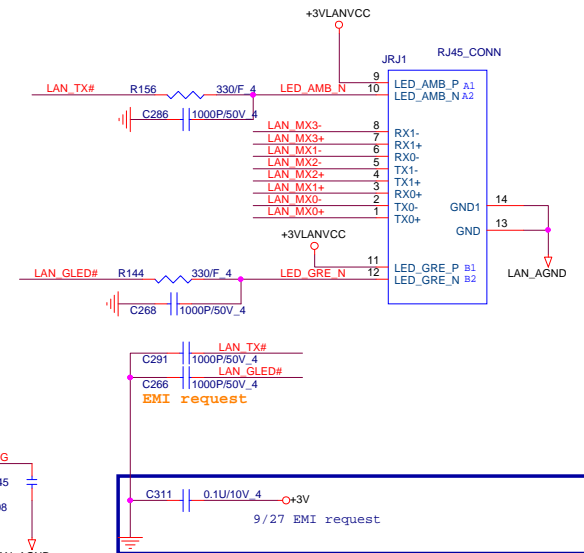 +3VLANVCC
JRJ1 RJ45_CONN
LAN_TX# R156 330/F_4 LED_AMB_N 9 LED_AMB_P A1
10 LED_AMB_N A2
C286 1000P/50V_4
LAN_MX3- 8 RX1-
LAN_MX3+ 7 RX1+
LAN_MX1- 6 RX0-
LAN_MX2- 5 TX1-
LAN_MX2+ 4 TX1+
LAN_MX1+ 3 RX0+
LAN_MX0- 2 TX0-
LAN_MX0+ 1 TX0+
GND1 14
GND 13
+3VLANVCC
LAN_AGND
11 LED_GRE_P B1
LAN_GLED# R144 330/F_4 LED_GRE_N 12 LED_GRE_N B2
C268 1000P/50V_4
LAN_TX#
C291 1000P/50V_4
LAN_GLED#
C266 1000P/50V_4
EMI request
G
C311 0.1U/10V_4 +3V
9/27 EMI request